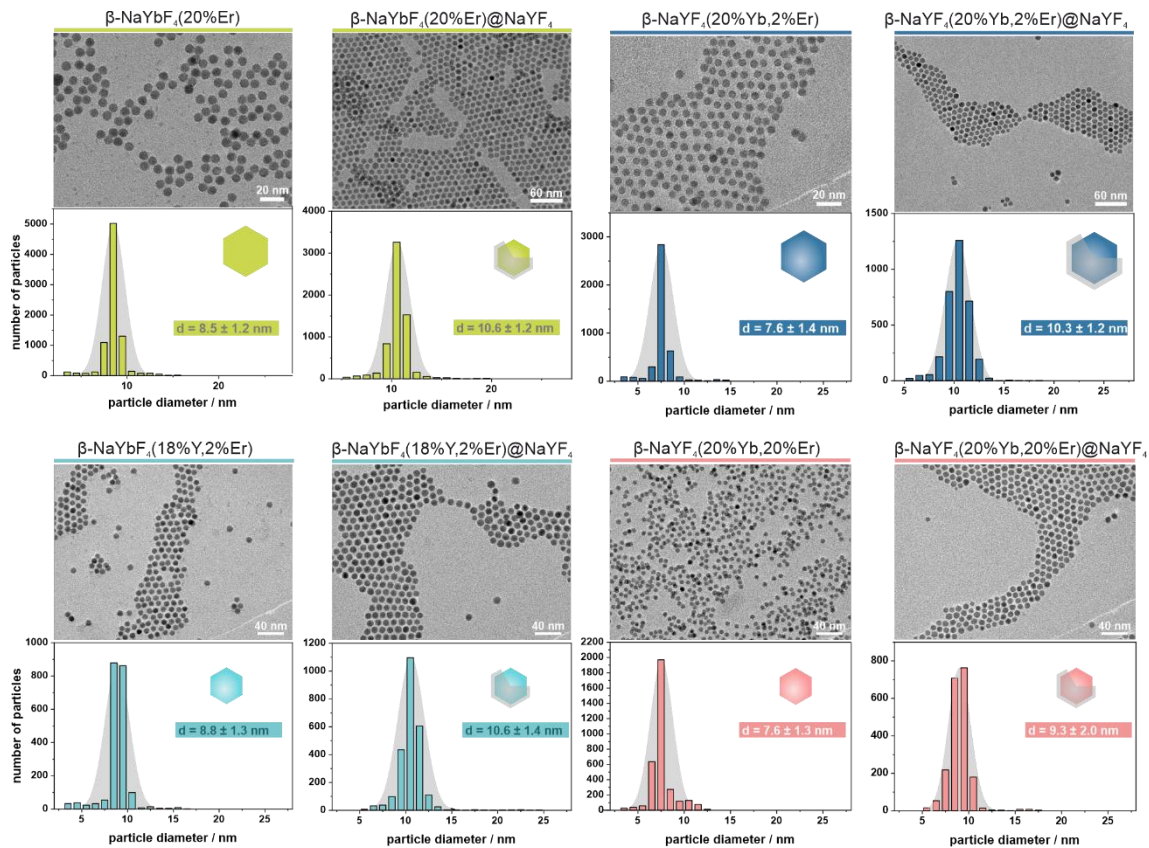 β-NaYbF₄(20%Er)
20 nm
number of particles
5000
4000
3000
2000
1000
0
d = 8.5 ± 1.2 nm
10 20
particle diameter / nm
β-NaYbF₄(20%Er)@NaYF₄
60 nm
4000
3000
2000
1000
0
d = 10.6 ± 1.2 nm
10 20
particle diameter / nm
β-NaYF₄(20%Yb,2%Er)
20 nm
3000
2000
1000
0
d = 7.6 ± 1.4 nm
5 10 15 20 25
particle diameter / nm
β-NaYF₄(20%Yb,2%Er)@NaYF₄
60 nm
1500
1250
750
250
0
d = 10.3 ± 1.2 nm
5 10 15 20 25
particle diameter / nm
β-NaYbF₄(18%Y,2%Er)
40 nm
number of particles
1000
800
600
400
200
0
d = 8.8 ± 1.3 nm
5 10 15 20 25
particle diameter / nm
β-NaYbF₄(18%Y,2%Er)@NaYF₄
40 nm
1200
1000
800
600
400
200
0
d = 10.6 ± 1.4 nm
5 10 15 20 25
particle diameter / nm
β-NaYF₄(20%Yb,20%Er)
40 nm
2200
2000
1800
1600
1400
1200
1000
800
600
400
200
0
d = 7.6 ± 1.3 nm
5 10 15 20 25
particle diameter / nm
β-NaYF₄(20%Yb,20%Er)@NaYF₄
40 nm
800
600
400
200
0
d = 9.3 ± 2.0 nm
5 10 15 20 25
particle diameter / nm